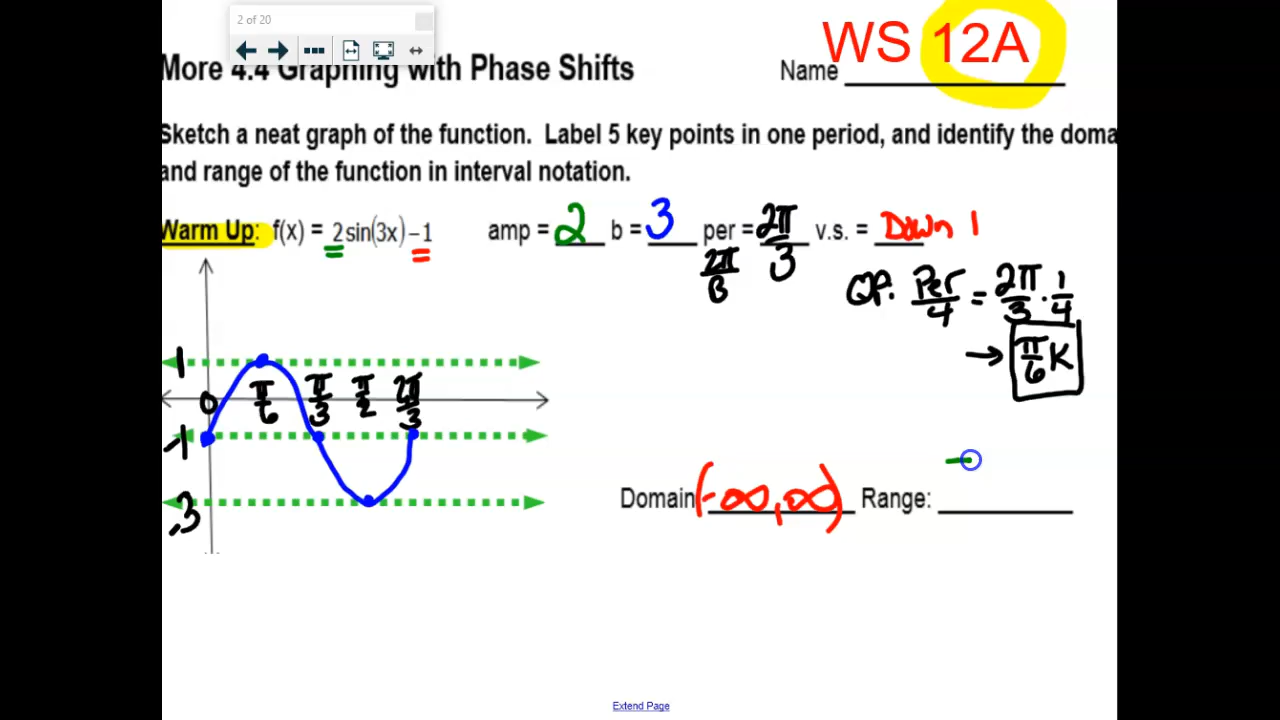 2 of 20
WS 12A
More 4.4 Graphing with Phase Shifts Name
Sketch a neat graph of the function. Label 5 key points in one period, and identify the doma
and range of the function in interval notation.
Warm Up: f(x) = 2sin(3x) −1 amp = 2 b = 3 per = 2π/3 v.s. = Down 1
2π/B
QP: Per/4 = 2π/3 · 1/4
→ π/6 K
1
0 π/6 π/3 π/2 2π/3
-1
-3
Domain (-∞, ∞) Range:
Extend Page